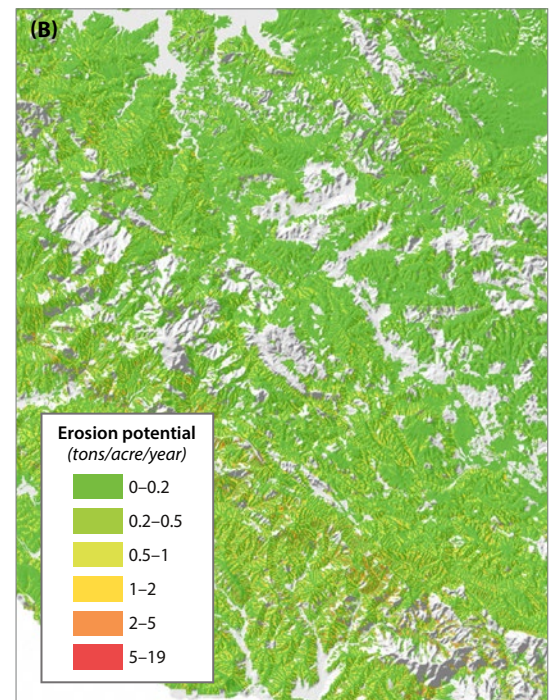 (B)
Erosion potential
(tons/acre/year)
0–0.2
0.2–0.5
0.5–1
1–2
2–5
5–19